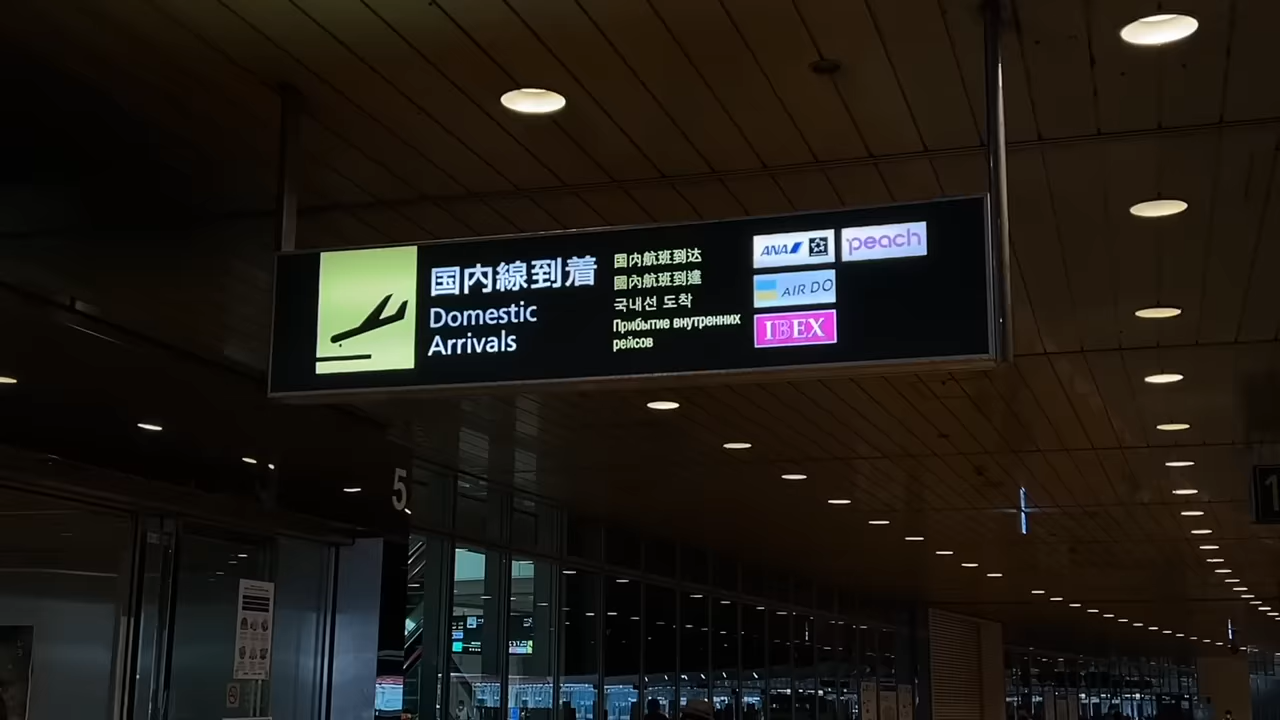 国内線到着
Domestic
Arrivals
国内航班到达
國內航班到達
국내선 도착
Прибытие внутренних
рейсов
ANA
peach
AIR DO
IBEX
5
1